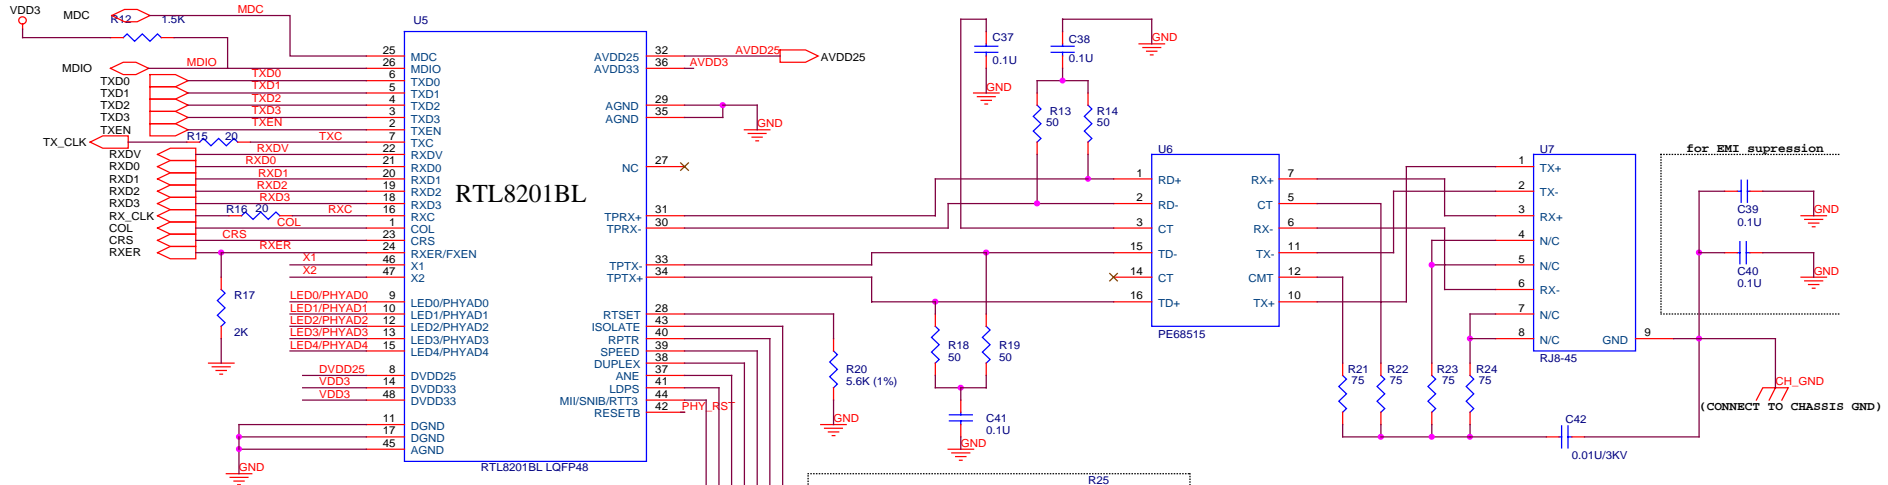 VDD3
MDC
R12
1.5K
MDC
MDIO
MDIO
TXD0
TXD0
TXD1
TXD1
TXD2
TXD2
TXD3
TXD3
TXEN
TXEN
TX_CLK
R15
20
TXC
RXDV
RXDV
RXD0
RXD0
RXD1
RXD1
RXD2
RXD2
RXD3
RXD3
RX_CLK
R16
20
RXC
COL
COL
CRS
CRS
RXER
RXER
X1
X2
R17
2K
LED0/PHYAD0
LED1/PHYAD1
LED2/PHYAD2
LED3/PHYAD3
LED4/PHYAD4
DVDD25
VDD3
VDD3
GND
U5
25 MDC
26 MDIO
6 TXD0
5 TXD1
4 TXD2
3 TXD3
2 TXEN
7 TXC
22 RXDV
21 RXD0
20 RXD1
19 RXD2
18 RXD3
16 RXC
1 COL
23 CRS
24 RXER/FXEN
46 X1
47 X2
9 LED0/PHYAD0
10 LED1/PHYAD1
12 LED2/PHYAD2
13 LED3/PHYAD3
15 LED4/PHYAD4
8 DVDD25
14 DVDD33
48 DVDD33
11 DGND
17 DGND
45 AGND
RTL8201BL
AVDD25 32
AVDD33 36
AGND 29
AGND 35
NC 27
TPRX+ 31
TPRX- 30
TPTX- 33
TPTX+ 34
RTSET 28
ISOLATE 43
RPTR 40
SPEED 39
DUPLEX 38
ANE 37
LDPS 41
MII/SNIB/RTT3 44
RESETB 42
RTL8201BL LQFP48
AVDD25
AVDD25
AVDD3
GND
PHY_RST
R20
5.6K (1%)
GND
C37
0.1U
GND
C38
0.1U
GND
R13
50
R14
50
R18
50
R19
50
C41
0.1U
GND
U6
1 RD+
2 RD-
3 CT
15 TD-
14 CT
16 TD+
RX+ 7
CT 5
RX- 6
TX- 11
CMT 12
TX+ 10
PE68515
U7
1 TX+
2 TX-
3 RX+
4 N/C
5 N/C
6 RX-
7 N/C
8 N/C
GND 9
RJ8-45
R21
75
R22
75
R23
75
R24
75
C42
0.01U/3KV
for EMI supression
C39
0.1U
GND
C40
0.1U
GND
CH_GND
(CONNECT TO CHASSIS GND)
R25